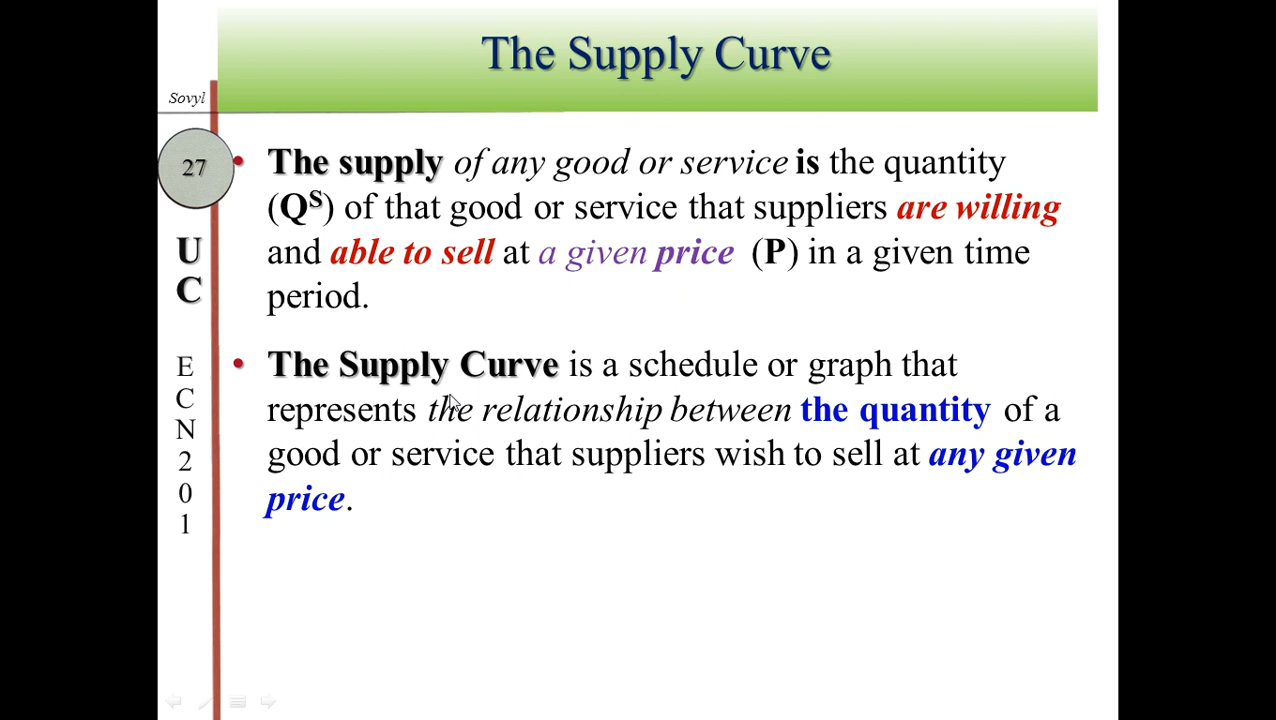 The Supply Curve
Sovyl
27
U
C
E
C
N
2
0
1
• The supply of any good or service is the quantity
(Qˢ) of that good or service that suppliers are willing
and able to sell at a given price (P) in a given time
period.
• The Supply Curve is a schedule or graph that
represents the relationship between the quantity of a
good or service that suppliers wish to sell at any given
price.